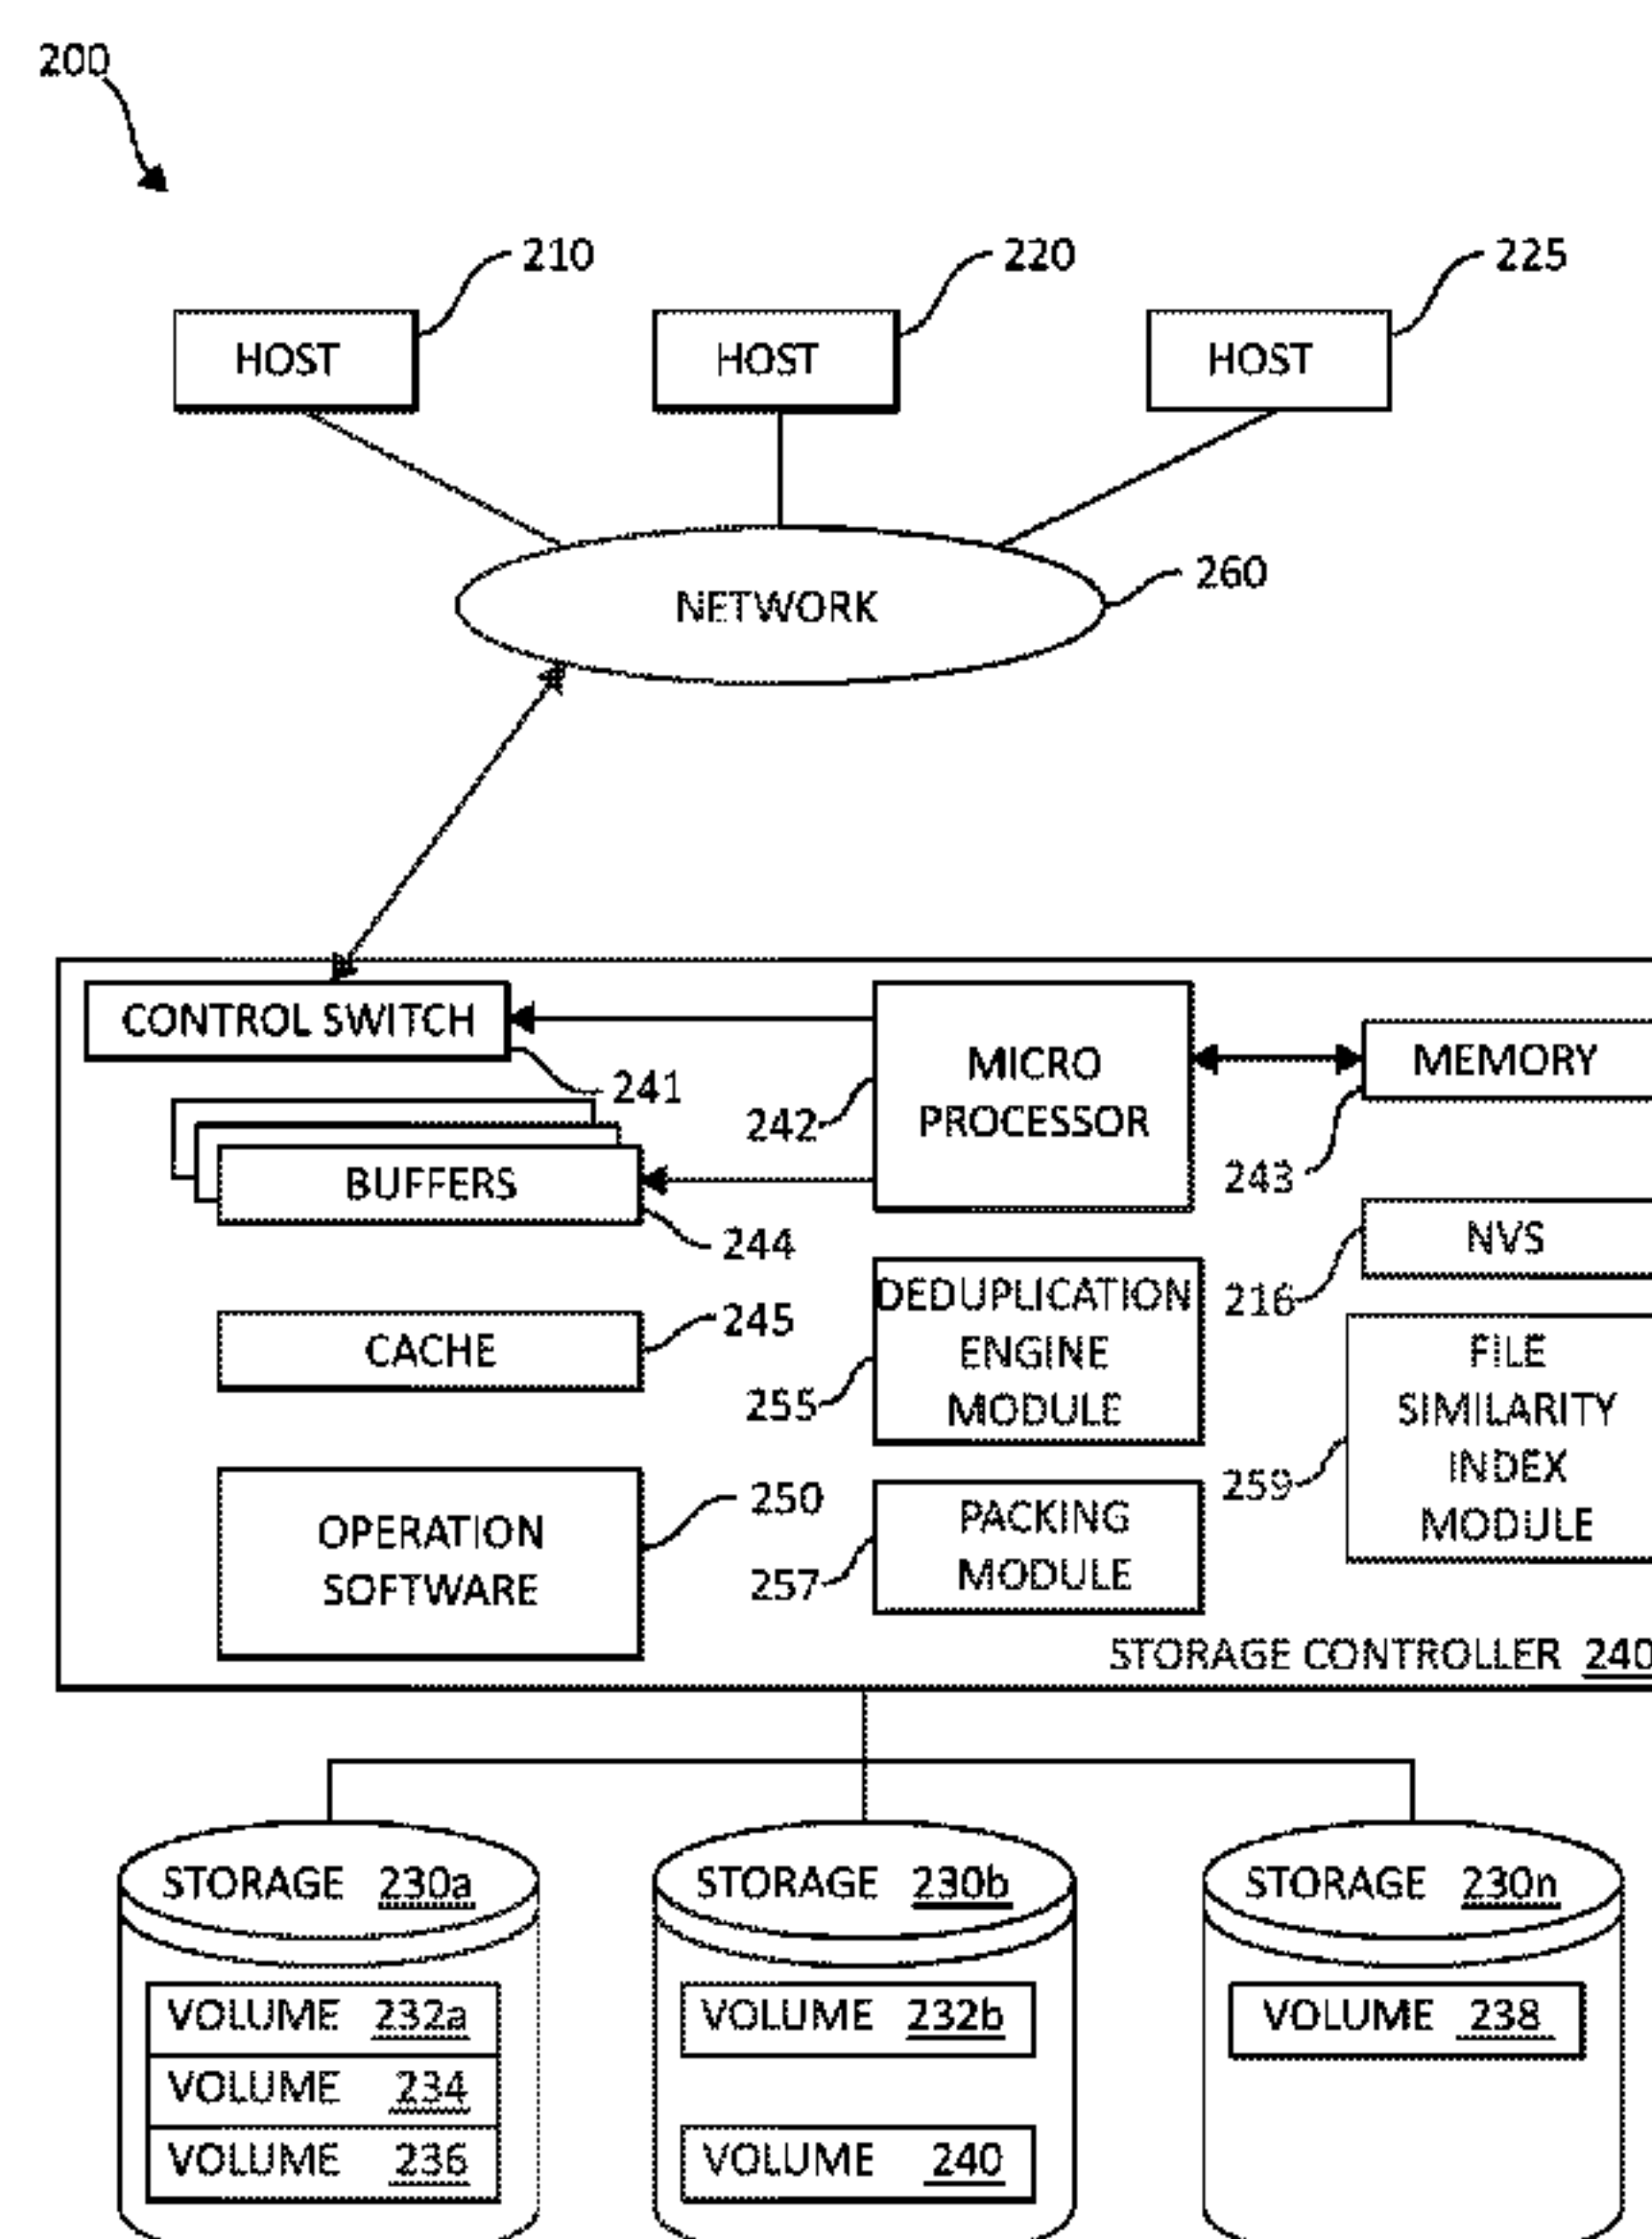 200
210
220
225
HOST
HOST
HOST
260
NETWORK
CONTROL SWITCH
241
MICRO
PROCESSOR
242
MEMORY
243
BUFFERS
244
NVS
216
CACHE
245
DEDUPLICATION
ENGINE
MODULE
255
FILE
SIMILARITY
INDEX
MODULE
259
OPERATION
SOFTWARE
250
PACKING
MODULE
257
STORAGE CONTROLLER 240
STORAGE 230a
STORAGE 230b
STORAGE 230n
VOLUME 232a
VOLUME 234
VOLUME 236
VOLUME 232b
VOLUME 240
VOLUME 238